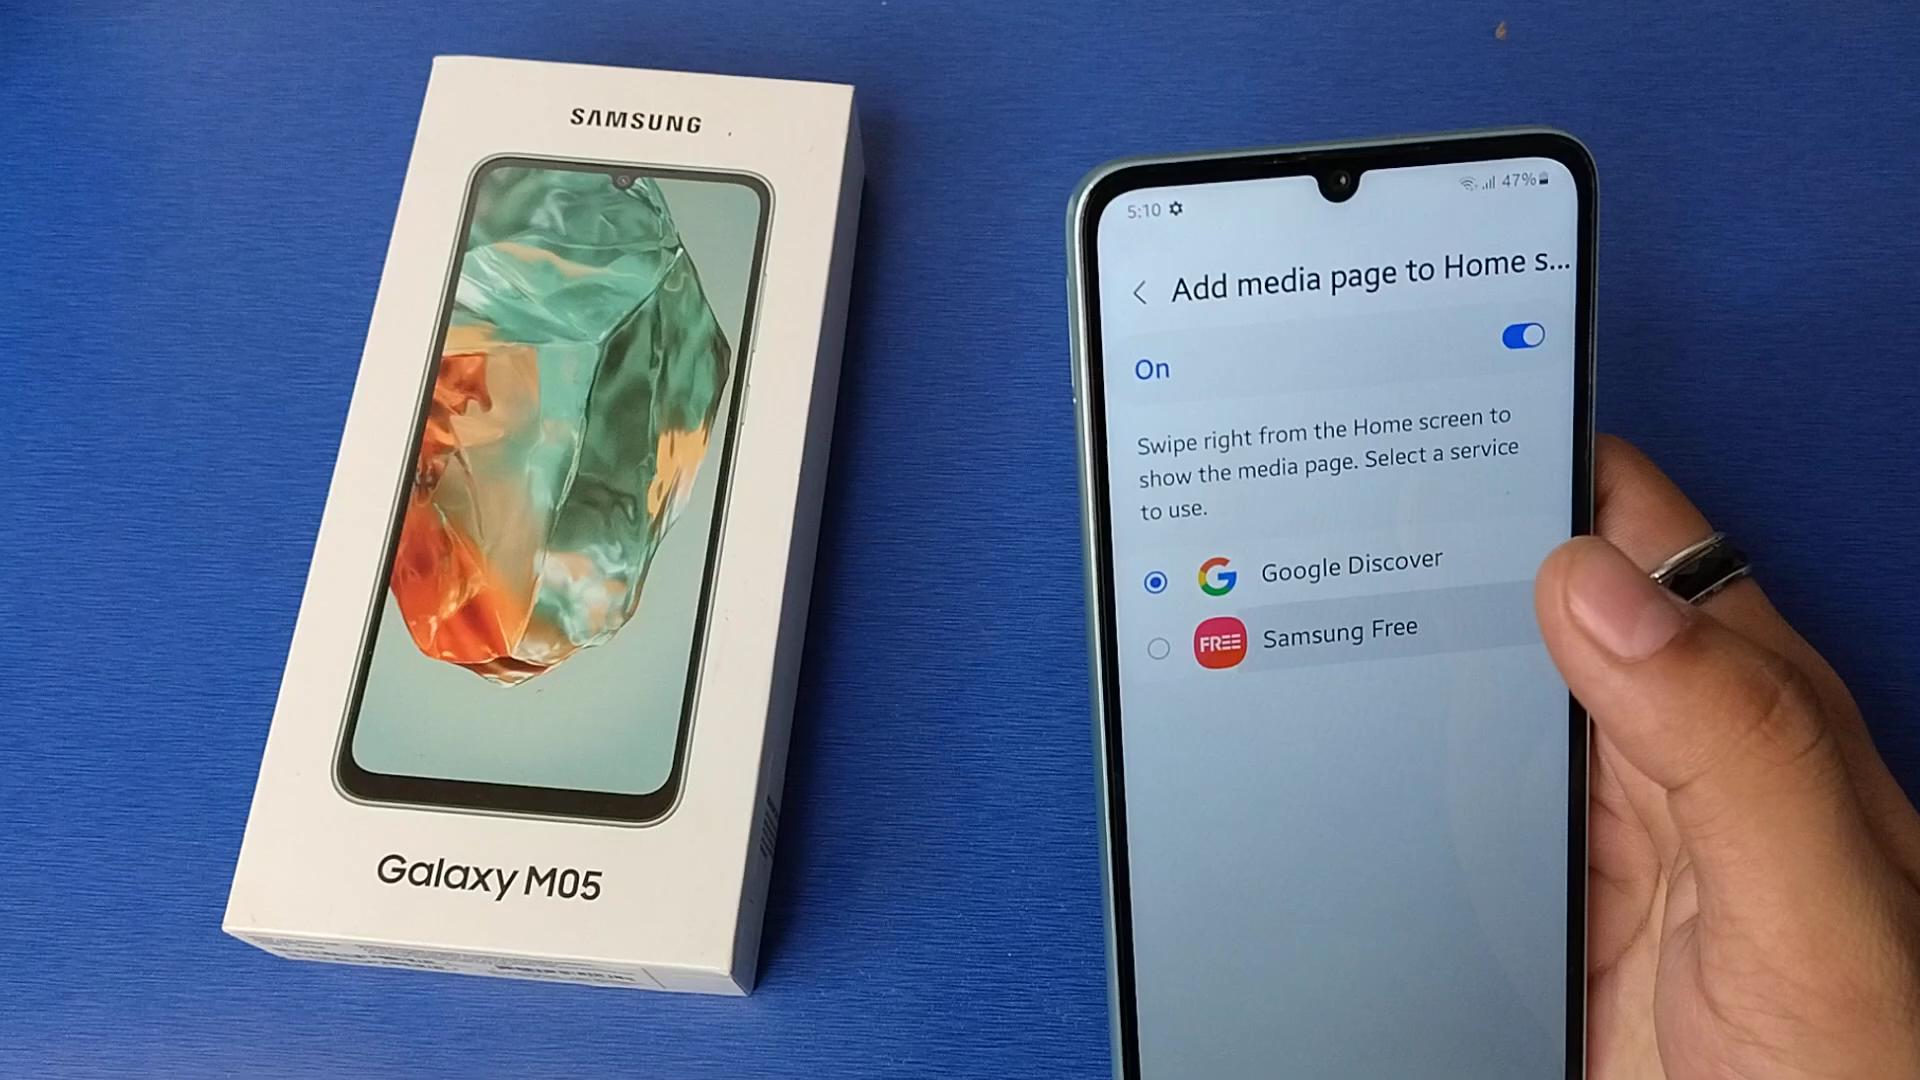 SAMSUNG
Galaxy M05
5:10
47%
Add media page to Home s...
On
Swipe right from the Home screen to
show the media page. Select a service
to use.
Google Discover
FREE
Samsung Free